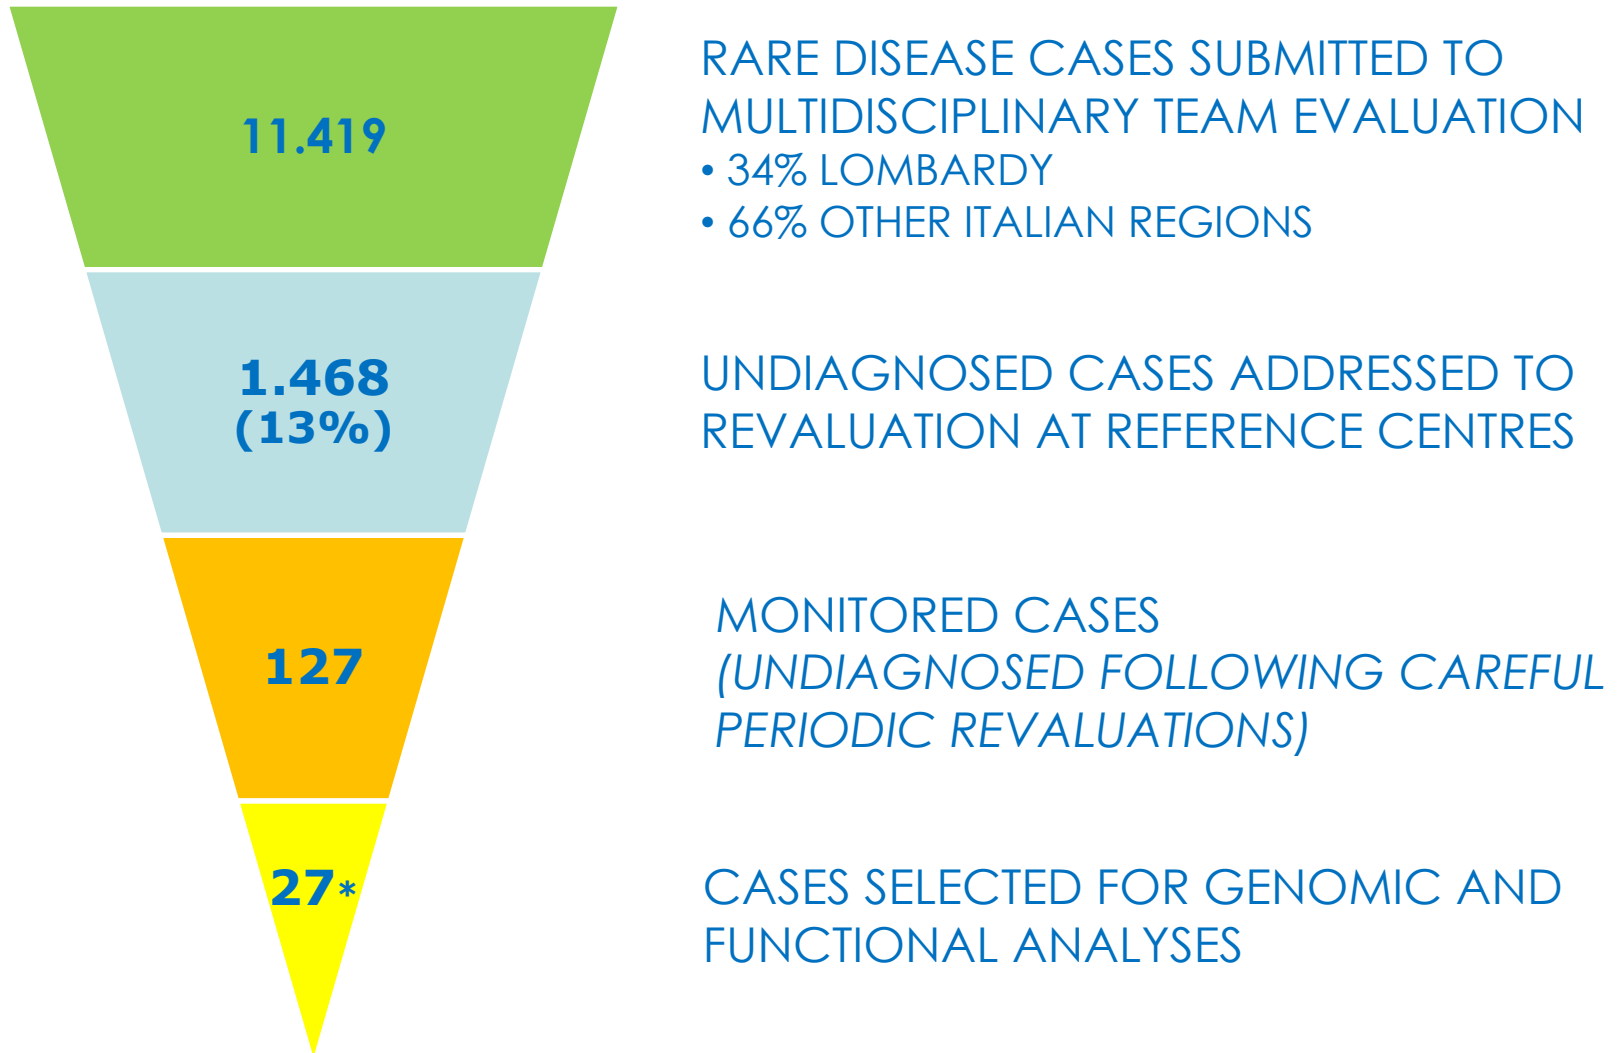 11.419
RARE DISEASE CASES SUBMITTED TO
MULTIDISCIPLINARY TEAM EVALUATION
• 34% LOMBARDY
• 66% OTHER ITALIAN REGIONS
1.468
(13%)
UNDIAGNOSED CASES ADDRESSED TO
REVALUATION AT REFERENCE CENTRES
127
MONITORED CASES
(UNDIAGNOSED FOLLOWING CAREFUL
PERIODIC REVALUATIONS)
27*
CASES SELECTED FOR GENOMIC AND
FUNCTIONAL ANALYSES